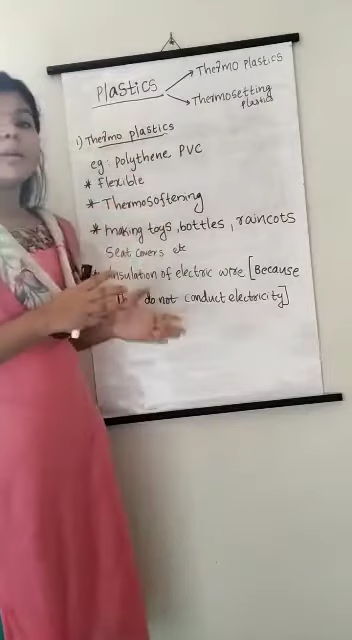 Plastics
Thermo plastics
Thermosetting
plastics
1) Thermo plastics
eg: polythene PVC
* Flexible
* Thermosoftening
* making toys, bottles, raincots
Seat covers etc
Insulation of electric wire [Because
do not conduct electricity]